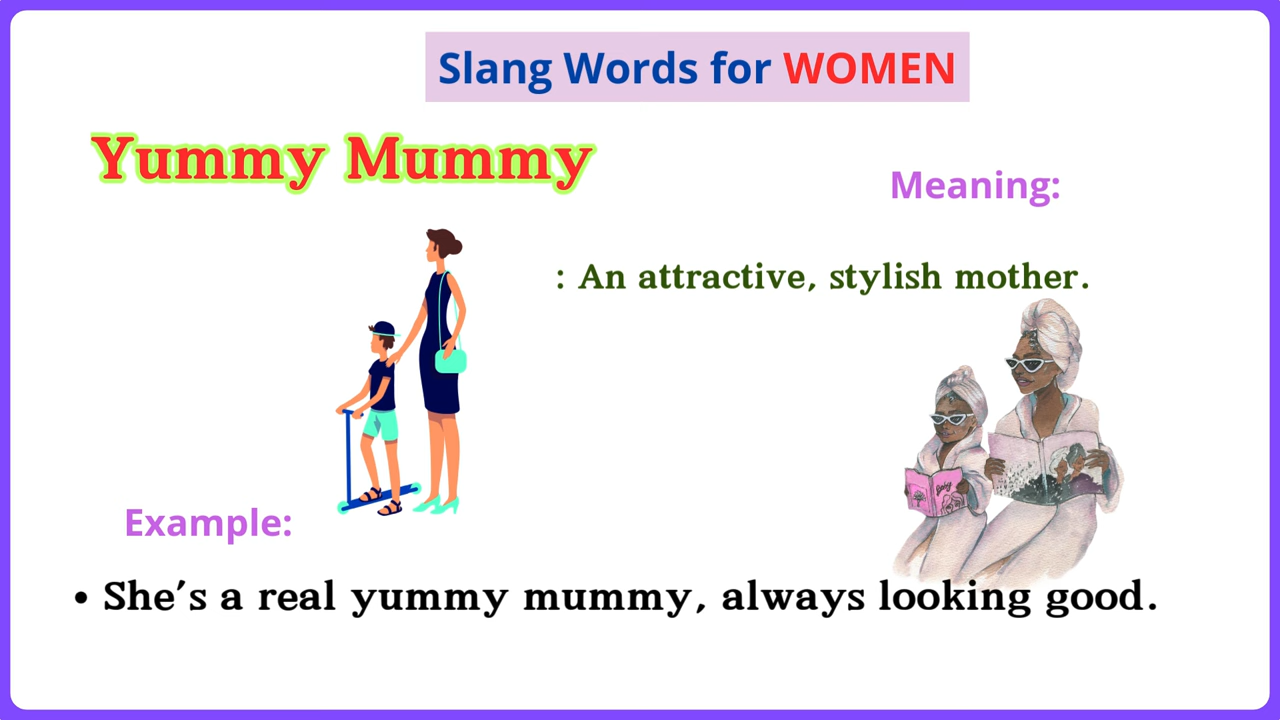 Slang Words for WOMEN
Yummy Mummy
Meaning:
: An attractive, stylish mother.
Example:
• She's a real yummy mummy, always looking good.